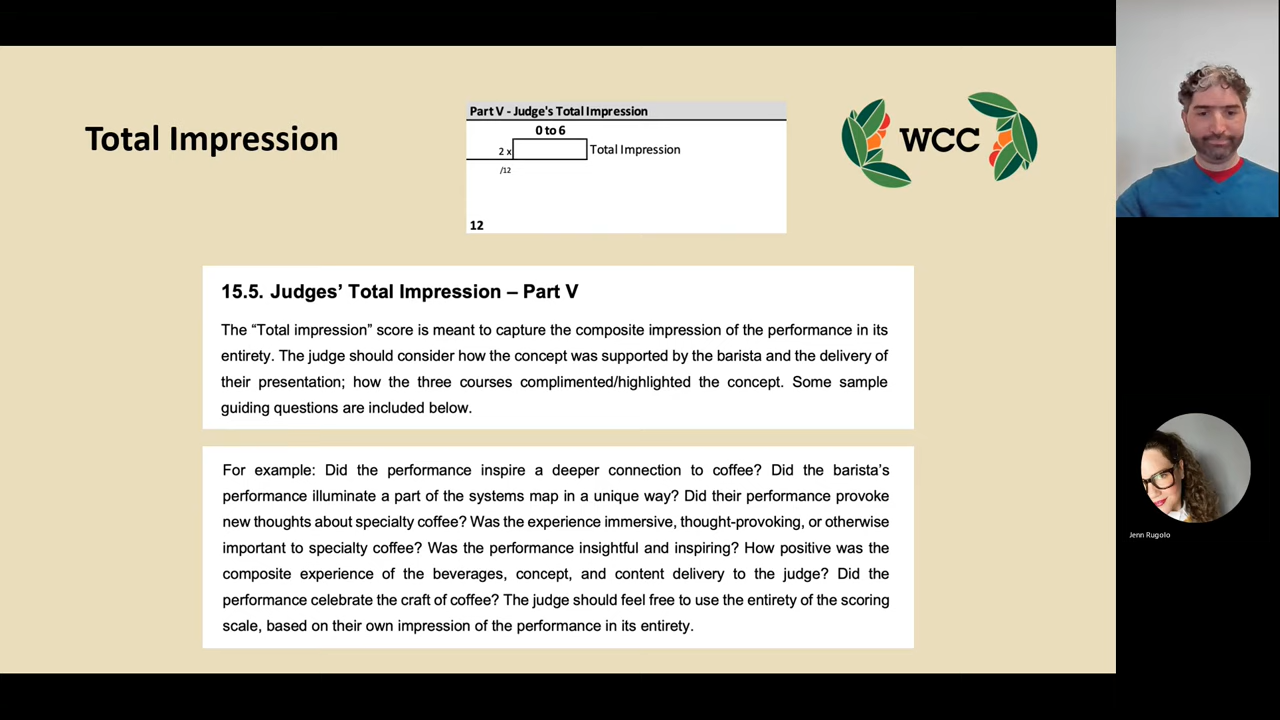 Total Impression
Part V - Judge's Total Impression
0 to 6
2 x
Total Impression
/12
12
WCC
15.5. Judges’ Total Impression – Part V
The “Total impression” score is meant to capture the composite impression of the performance in its
entirety. The judge should consider how the concept was supported by the barista and the delivery of
their presentation; how the three courses complimented/highlighted the concept. Some sample
guiding questions are included below.
For example: Did the performance inspire a deeper connection to coffee? Did the barista’s
performance illuminate a part of the systems map in a unique way? Did their performance provoke
new thoughts about specialty coffee? Was the experience immersive, thought-provoking, or otherwise
important to specialty coffee? Was the performance insightful and inspiring? How positive was the
composite experience of the beverages, concept, and content delivery to the judge? Did the
performance celebrate the craft of coffee? The judge should feel free to use the entirety of the scoring
scale, based on their own impression of the performance in its entirety.
Jenn Rugolo